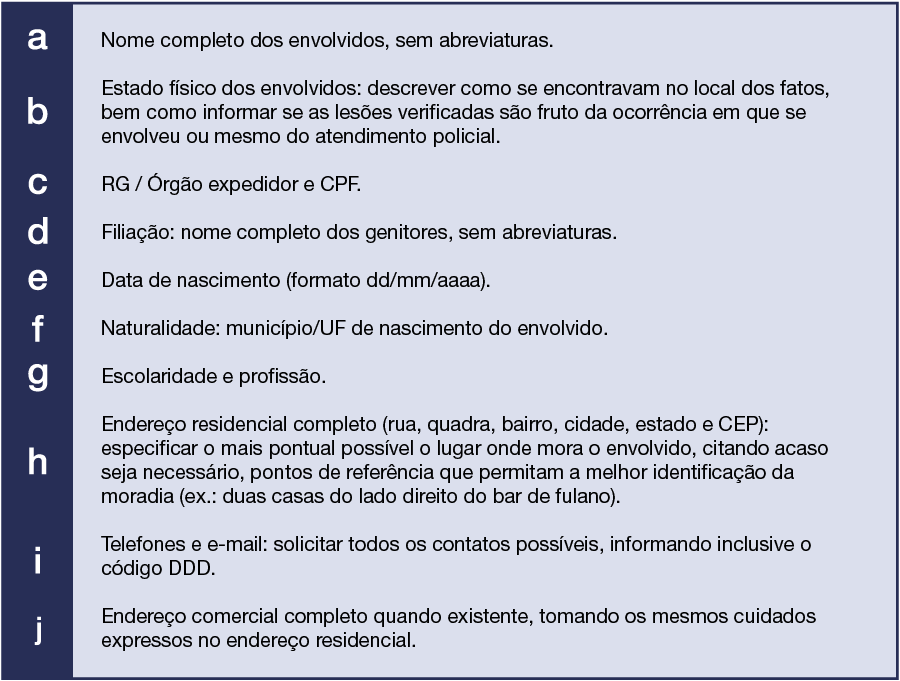 a
Nome completo dos envolvidos, sem abreviaturas.
b
Estado físico dos envolvidos: descrever como se encontravam no local dos fatos,
bem como informar se as lesões verificadas são fruto da ocorrência em que se
envolveu ou mesmo do atendimento policial.
c
RG / Órgão expedidor e CPF.
d
Filiação: nome completo dos genitores, sem abreviaturas.
e
Data de nascimento (formato dd/mm/aaaa).
f
Naturalidade: município/UF de nascimento do envolvido.
g
Escolaridade e profissão.
h
Endereço residencial completo (rua, quadra, bairro, cidade, estado e CEP):
especificar o mais pontual possível o lugar onde mora o envolvido, citando acaso
seja necessário, pontos de referência que permitam a melhor identificação da
moradia (ex.: duas casas do lado direito do bar de fulano).
i
Telefones e e-mail: solicitar todos os contatos possíveis, informando inclusive o
código DDD.
j
Endereço comercial completo quando existente, tomando os mesmos cuidados
expressos no endereço residencial.